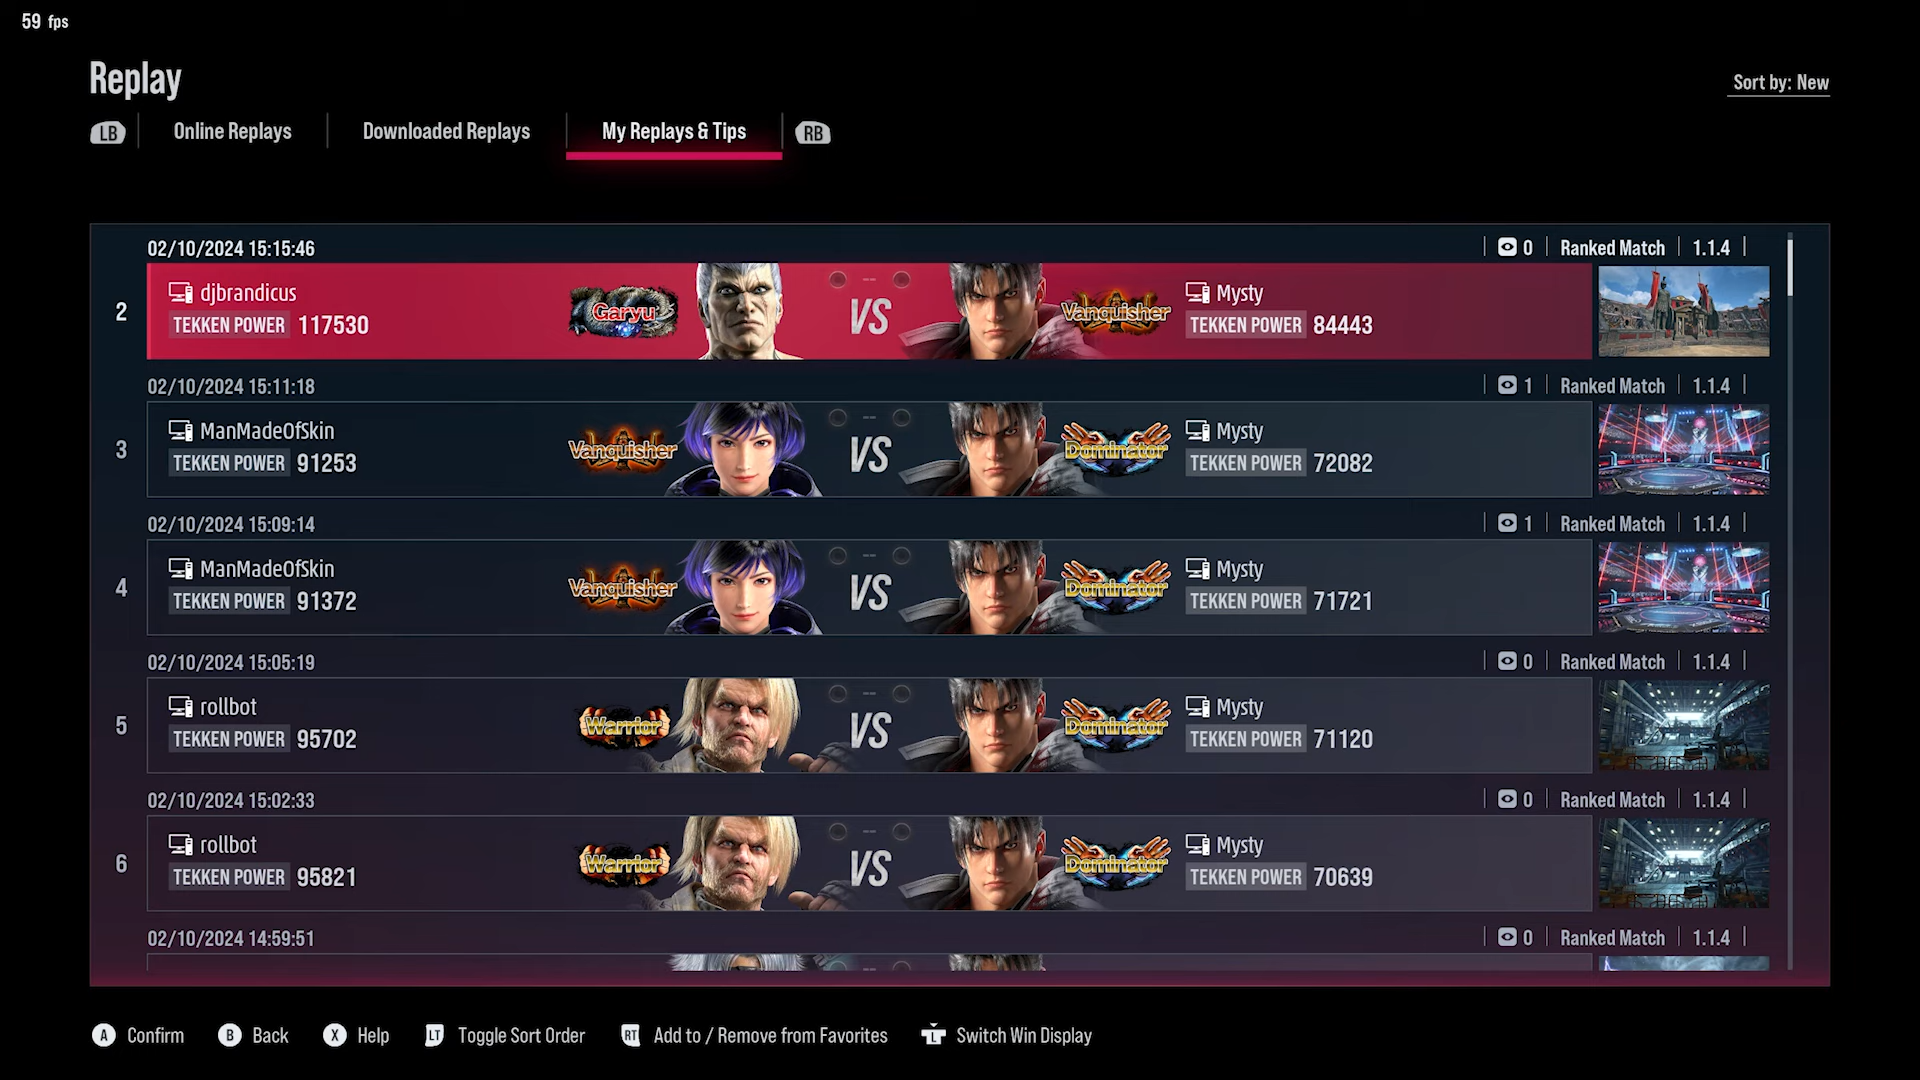 59 fps
Replay
Sort by: New
LB Online Replays Downloaded Replays My Replays & Tips RB
02/10/2024 15:15:46 0 Ranked Match 1.1.4
2 djbrandicus Garyu VS Vanquisher Mysty
TEKKEN POWER 117530 TEKKEN POWER 84443
02/10/2024 15:11:18 1 Ranked Match 1.1.4
3 ManMadeOfSkin Vanquisher VS Dominator Mysty
TEKKEN POWER 91253 TEKKEN POWER 72082
02/10/2024 15:09:14 1 Ranked Match 1.1.4
4 ManMadeOfSkin Vanquisher VS Dominator Mysty
TEKKEN POWER 91372 TEKKEN POWER 71721
02/10/2024 15:05:19 0 Ranked Match 1.1.4
5 rollbot Warrior VS Dominator Mysty
TEKKEN POWER 95702 TEKKEN POWER 71120
02/10/2024 15:02:33 0 Ranked Match 1.1.4
6 rollbot Warrior VS Dominator Mysty
TEKKEN POWER 95821 TEKKEN POWER 70639
02/10/2024 14:59:51 0 Ranked Match 1.1.4
A Confirm B Back X Help LT Toggle Sort Order RT Add to / Remove from Favorites L Switch Win Display